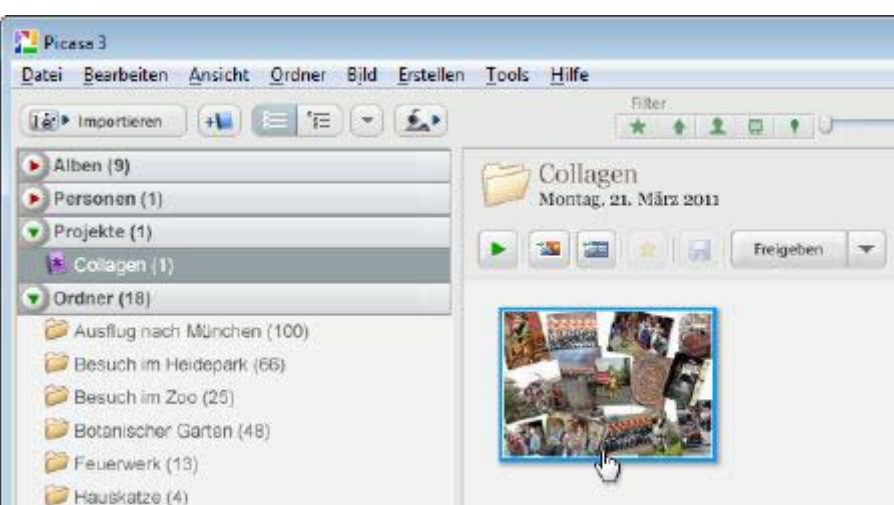 Picasa 3
Datei Bearbeiten Ansicht Ordner Bild Erstellen Tools Hilfe
Importieren
Filter
Alben (9)
Personen (1)
Projekte (1)
Collagen (1)
Ordner (18)
Ausflug nach München (100)
Besuch im Heidepark (66)
Besuch im Zoo (25)
Botanischer Garten (48)
Feuerwerk (13)
Hauskatze (4)
Collagen
Montag, 21. März 2011
Freigeben